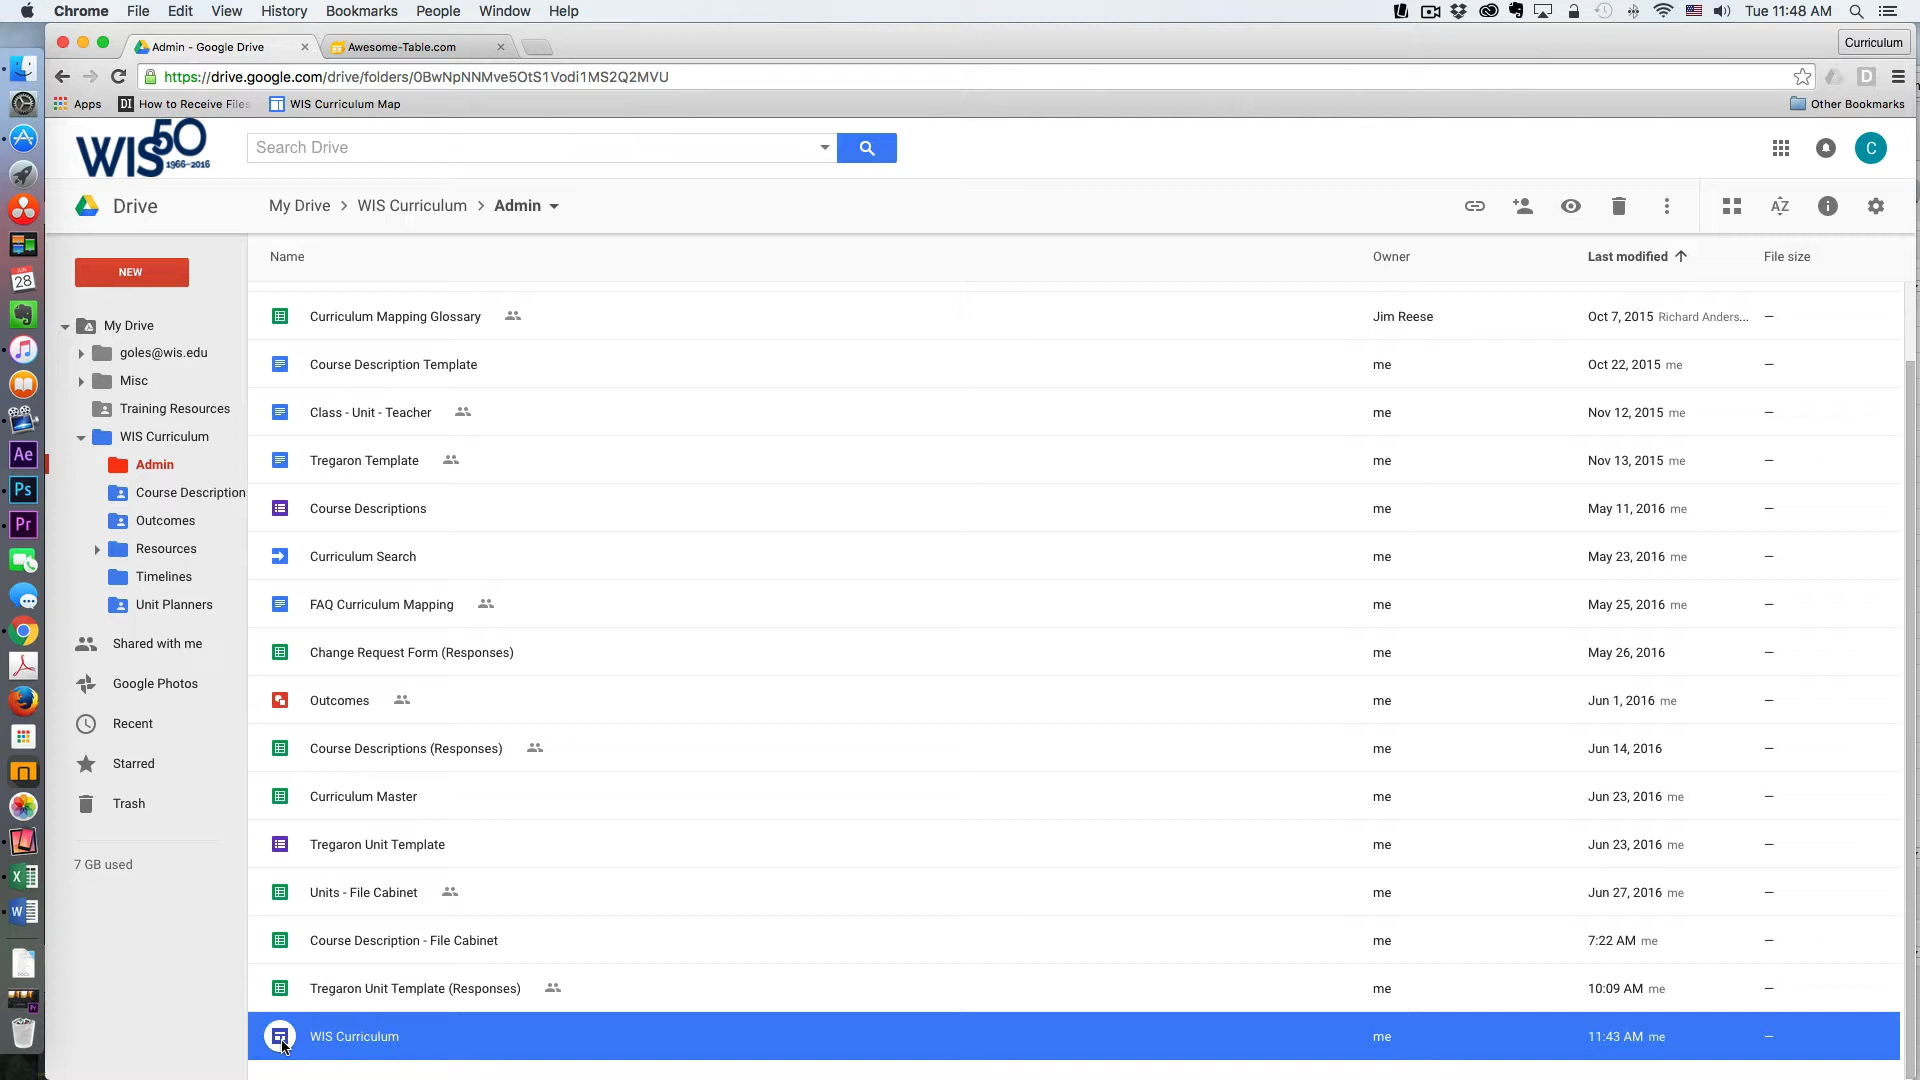 Chrome File Edit View History Bookmarks People Window Help Tue 11:48 AM
Admin - Google Drive Awesome-Table.com Curriculum
https://drive.google.com/drive/folders/0BwNpNNMve5OtS1Vodi1MS2Q2MVU
Apps DI How to Receive Files WIS Curriculum Map Other Bookmarks
WIS 50 1966-2016 Search Drive C
Drive My Drive > WIS Curriculum > Admin AZ
Name Owner Last modified File size
NEW
My Drive
goles@wis.edu
Misc
Training Resources
WIS Curriculum
Admin
Course Description
Outcomes
Resources
Timelines
Unit Planners
Shared with me
Google Photos
Recent
Starred
Trash
7 GB used
Curriculum Mapping Glossary Jim Reese Oct 7, 2015 Richard Anders... —
Course Description Template me Oct 22, 2015 me —
Class - Unit - Teacher me Nov 12, 2015 me —
Tregaron Template me Nov 13, 2015 me —
Course Descriptions me May 11, 2016 me —
Curriculum Search me May 23, 2016 me —
FAQ Curriculum Mapping me May 25, 2016 me —
Change Request Form (Responses) me May 26, 2016 —
Outcomes me Jun 1, 2016 me —
Course Descriptions (Responses) me Jun 14, 2016 —
Curriculum Master me Jun 23, 2016 me —
Tregaron Unit Template me Jun 23, 2016 me —
Units - File Cabinet me Jun 27, 2016 me —
Course Description - File Cabinet me 7:22 AM me —
Tregaron Unit Template (Responses) me 10:09 AM me —
WIS Curriculum me 11:43 AM me —
JUN
28
Ae
Ps
Pr